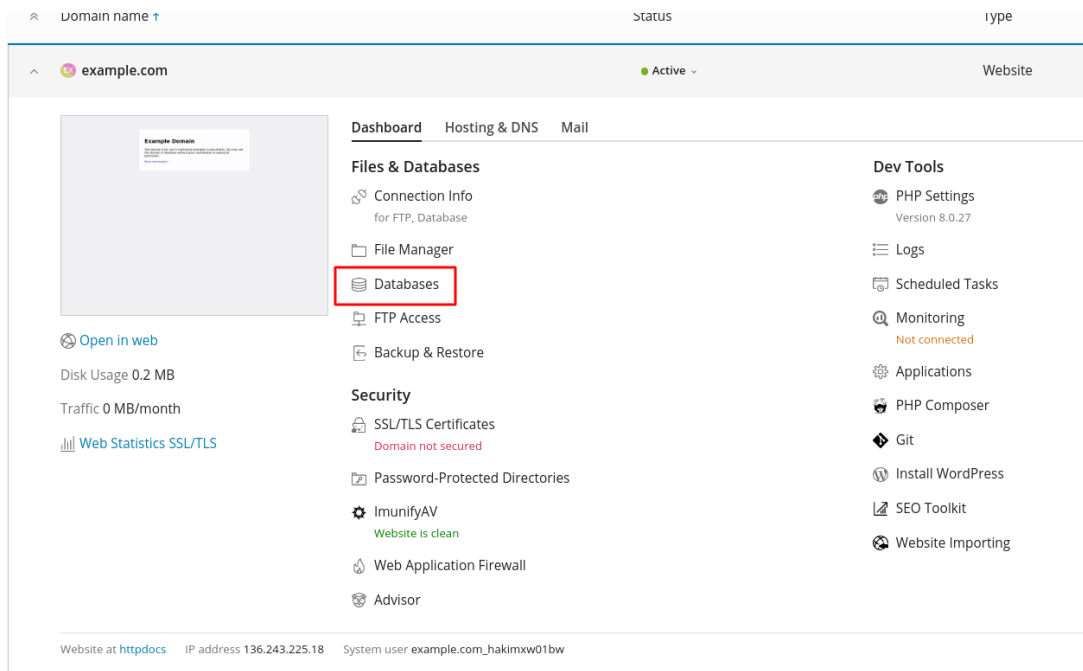 Domain name ↑ Status Type
EX example.com Active Website
Example Domain
Dashboard Hosting & DNS Mail
Files & Databases
Connection Info
for FTP, Database
File Manager
Databases
FTP Access
Backup & Restore
Security
SSL/TLS Certificates
Domain not secured
Password-Protected Directories
ImunifyAV
Website is clean
Web Application Firewall
Advisor
Dev Tools
php PHP Settings
Version 8.0.27
Logs
Scheduled Tasks
Monitoring
Not connected
Applications
PHP Composer
Git
Install WordPress
SEO Toolkit
Website Importing
Open in web
Disk Usage 0.2 MB
Traffic 0 MB/month
Web Statistics SSL/TLS
Website at httpdocs IP address 136.243.225.18 System user example.com_hakimxw01bw